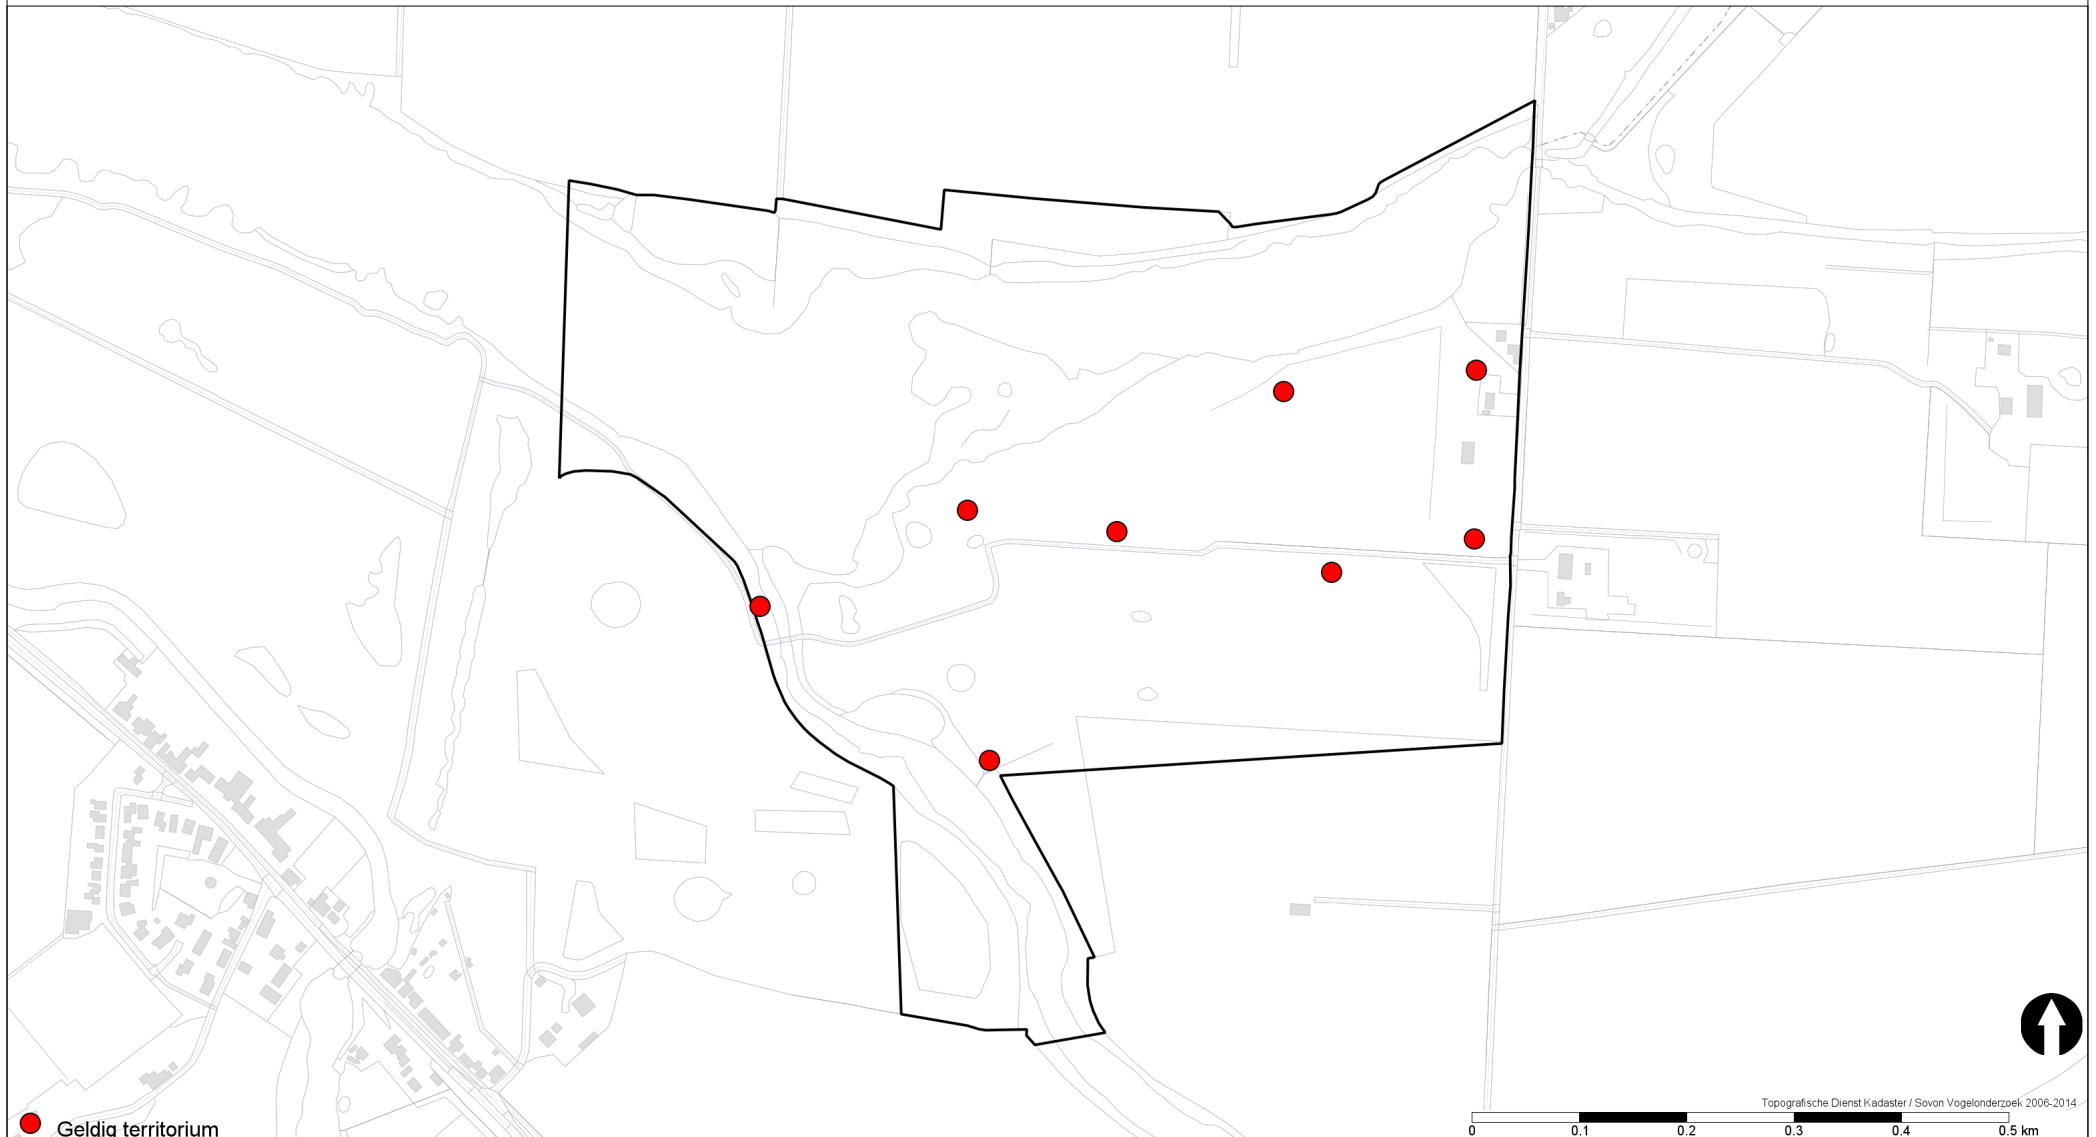 Topografische Dienst Kadaster / Sovon Vogelonderzoek 2006-2014
0 0.1 0.2 0.3 0.4 0.5 km
Geldig territorium